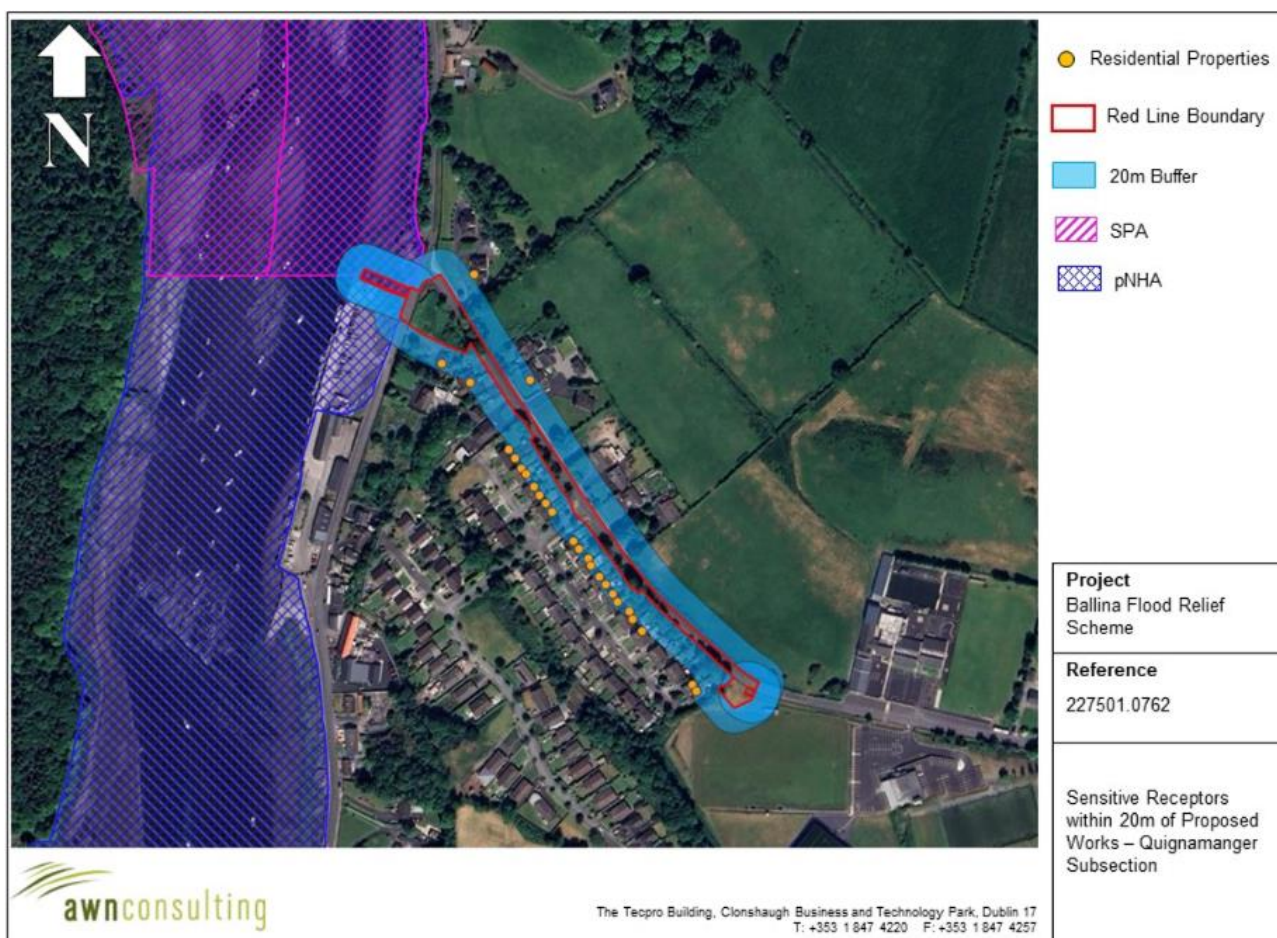 N
Residential Properties
Red Line Boundary
20m Buffer
SPA
pNHA
Project
Ballina Flood Relief
Scheme
Reference
227501.0762
Sensitive Receptors
within 20m of Proposed
Works – Quignamanger
Subsection
awnconsulting
The Tecpro Building, Clonshaugh Business and Technology Park, Dublin 17
T: +353 1 847 4220 F: +353 1 847 4257